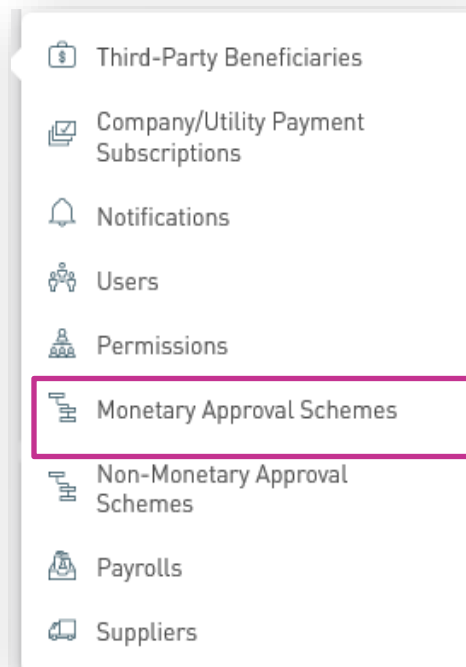 Third-Party Beneficiaries
Company/Utility Payment
Subscriptions
Notifications
Users
Permissions
Monetary Approval Schemes
Non-Monetary Approval
Schemes
Payrolls
Suppliers